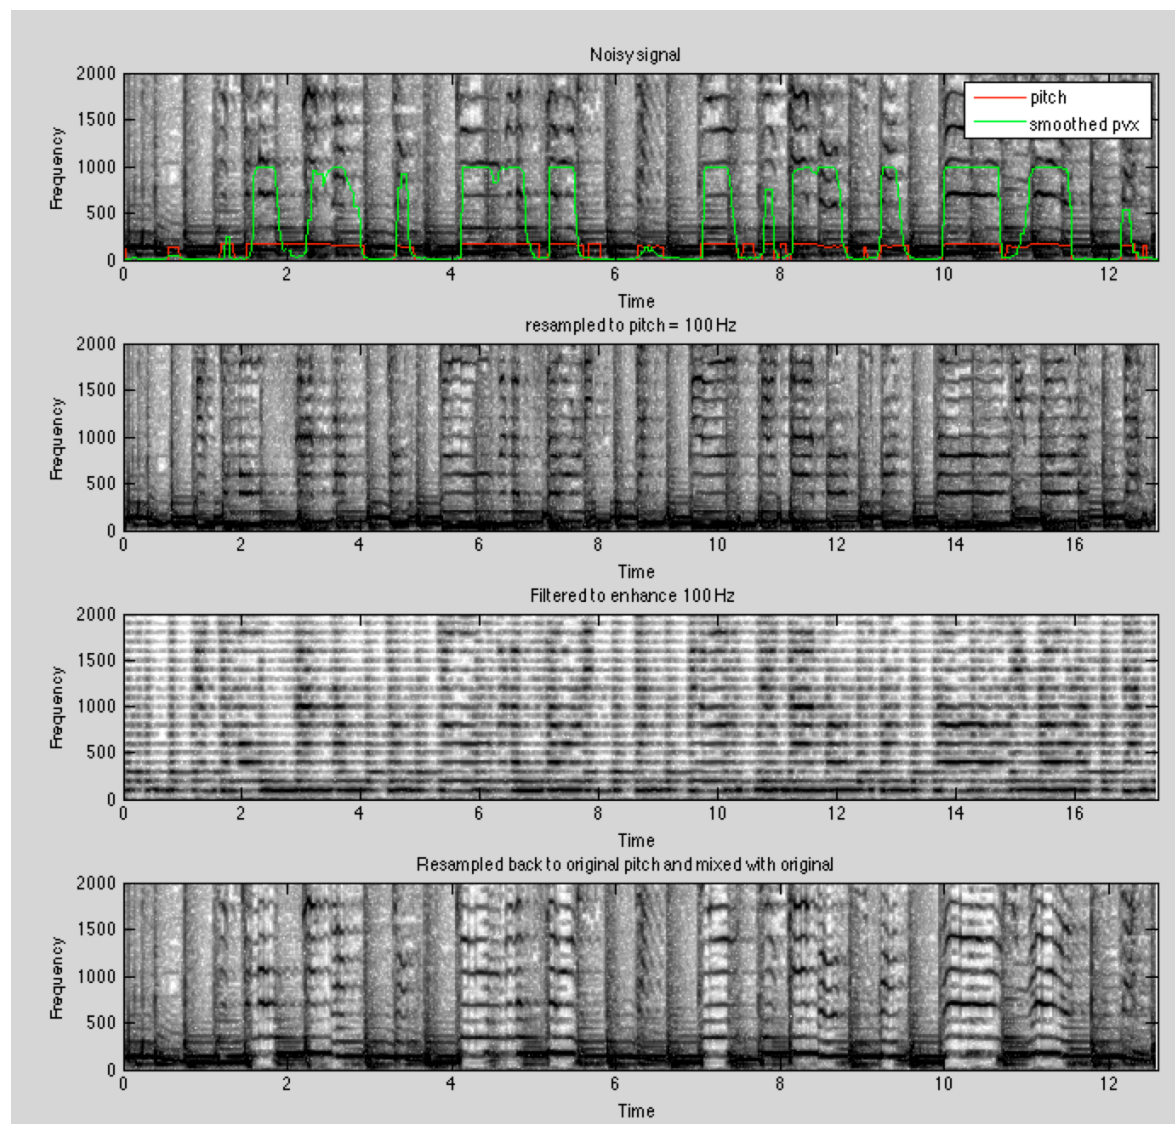 Noisy signal
2000
1500
1000
500
0
Frequency
pitch
smoothed pvx
0 2 4 6 8 10 12
Time
resampled to pitch = 100 Hz
2000
1500
1000
500
0
Frequency
0 2 4 6 8 10 12 14 16
Time
Filtered to enhance 100 Hz
2000
1500
1000
500
0
Frequency
0 2 4 6 8 10 12 14 16
Time
Resampled back to original pitch and mixed with original
2000
1500
1000
500
0
Frequency
0 2 4 6 8 10 12
Time